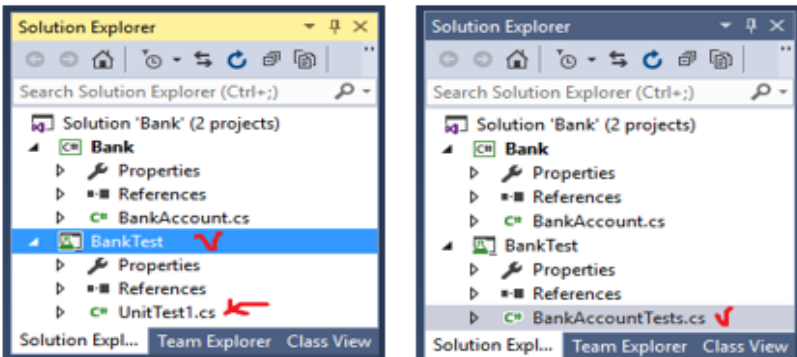 Solution Explorer
Search Solution Explorer (Ctrl+;)
Solution 'Bank' (2 projects)
C# Bank
Properties
References
C# BankAccount.cs
BankTest
Properties
References
C# UnitTest1.cs
Solution Expl... Team Explorer Class View
Solution Explorer
Search Solution Explorer (Ctrl+;)
Solution 'Bank' (2 projects)
C# Bank
Properties
References
C# BankAccount.cs
BankTest
Properties
References
C# BankAccountTests.cs
Solution Expl... Team Explorer Class View